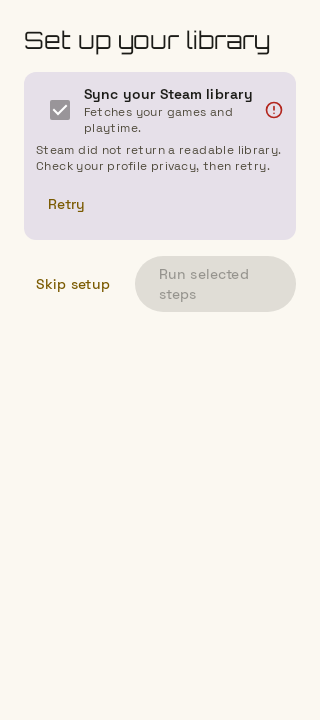 Set up your library
Sync your Steam library
Fetches your games and
playtime.
Steam did not return a readable library.
Check your profile privacy, then retry.
Retry
Skip setup
Run selected
steps